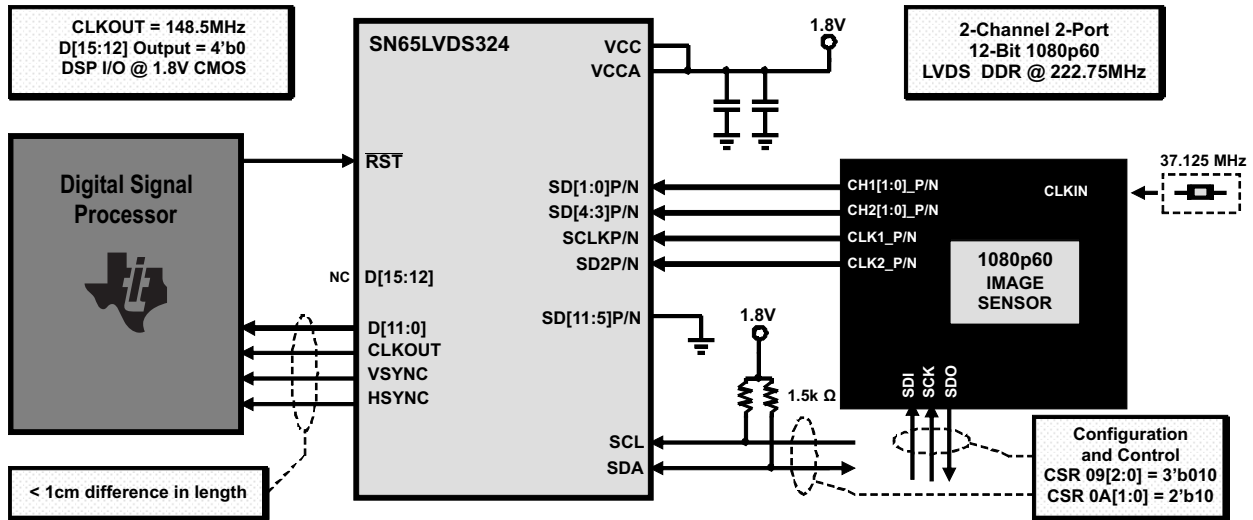 CLKOUT = 148.5MHz
D[15:12] Output = 4'b0
DSP I/O @ 1.8V CMOS
SN65LVDS324
VCC
VCCA
1.8V
2-Channel 2-Port
12-Bit 1080p60
LVDS DDR @ 222.75MHz
Digital Signal
Processor
RST
NC
D[15:12]
D[11:0]
CLKOUT
VSYNC
HSYNC
< 1cm difference in length
SD[1:0]P/N
SD[4:3]P/N
SCLKP/N
SD2P/N
SD[11:5]P/N
SCL
SDA
1.8V
1.5k Ω
CH1[1:0]_P/N
CH2[1:0]_P/N
CLK1_P/N
CLK2_P/N
CLKIN
37.125 MHz
1080p60
IMAGE
SENSOR
SDI
SCK
SDO
Configuration
and Control
CSR 09[2:0] = 3'b010
CSR 0A[1:0] = 2'b10